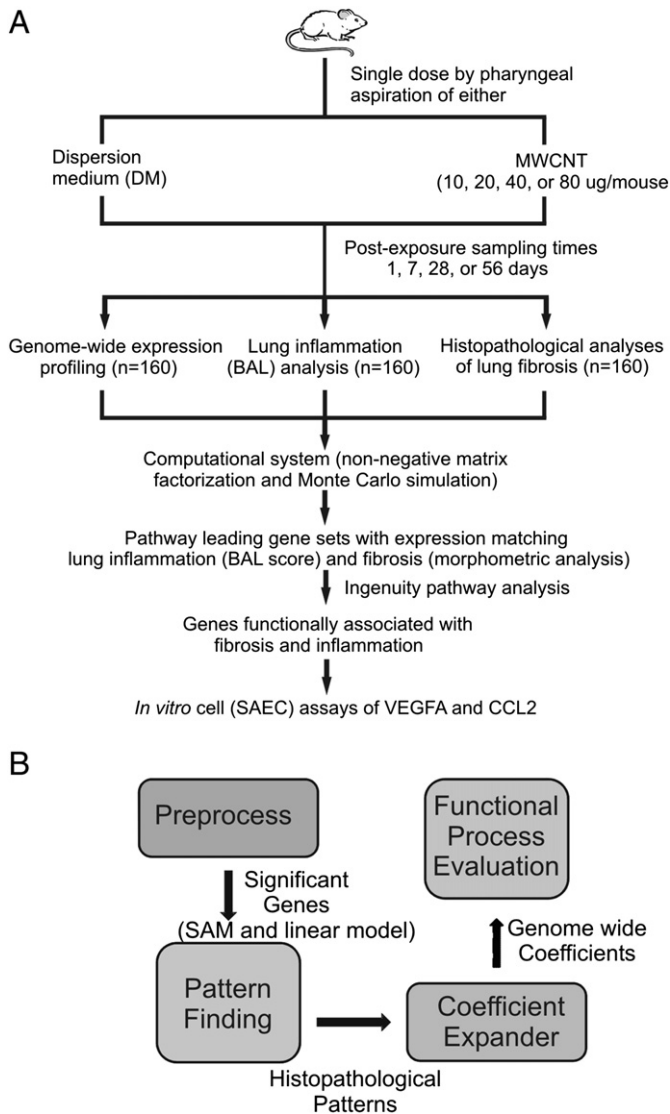 A
Single dose by pharyngeal
aspiration of either
Dispersion
medium (DM)
MWCNT
(10, 20, 40, or 80 ug/mouse
Post-exposure sampling times
1, 7, 28, or 56 days
Genome-wide expression
profiling (n=160)
Lung inflammation
(BAL) analysis (n=160)
Histopathological analyses
of lung fibrosis (n=160)
Computational system (non-negative matrix
factorization and Monte Carlo simulation)
Pathway leading gene sets with expression matching
lung inflammation (BAL score) and fibrosis (morphometric analysis)
Ingenuity pathway analysis
Genes functionally associated with
fibrosis and inflammation
In vitro cell (SAEC) assays of VEGFA and CCL2
B
Preprocess
Significant
Genes
(SAM and linear model)
Pattern
Finding
Histopathological
Patterns
Coefficient
Expander
Genome wide
Coefficients
Functional
Process
Evaluation